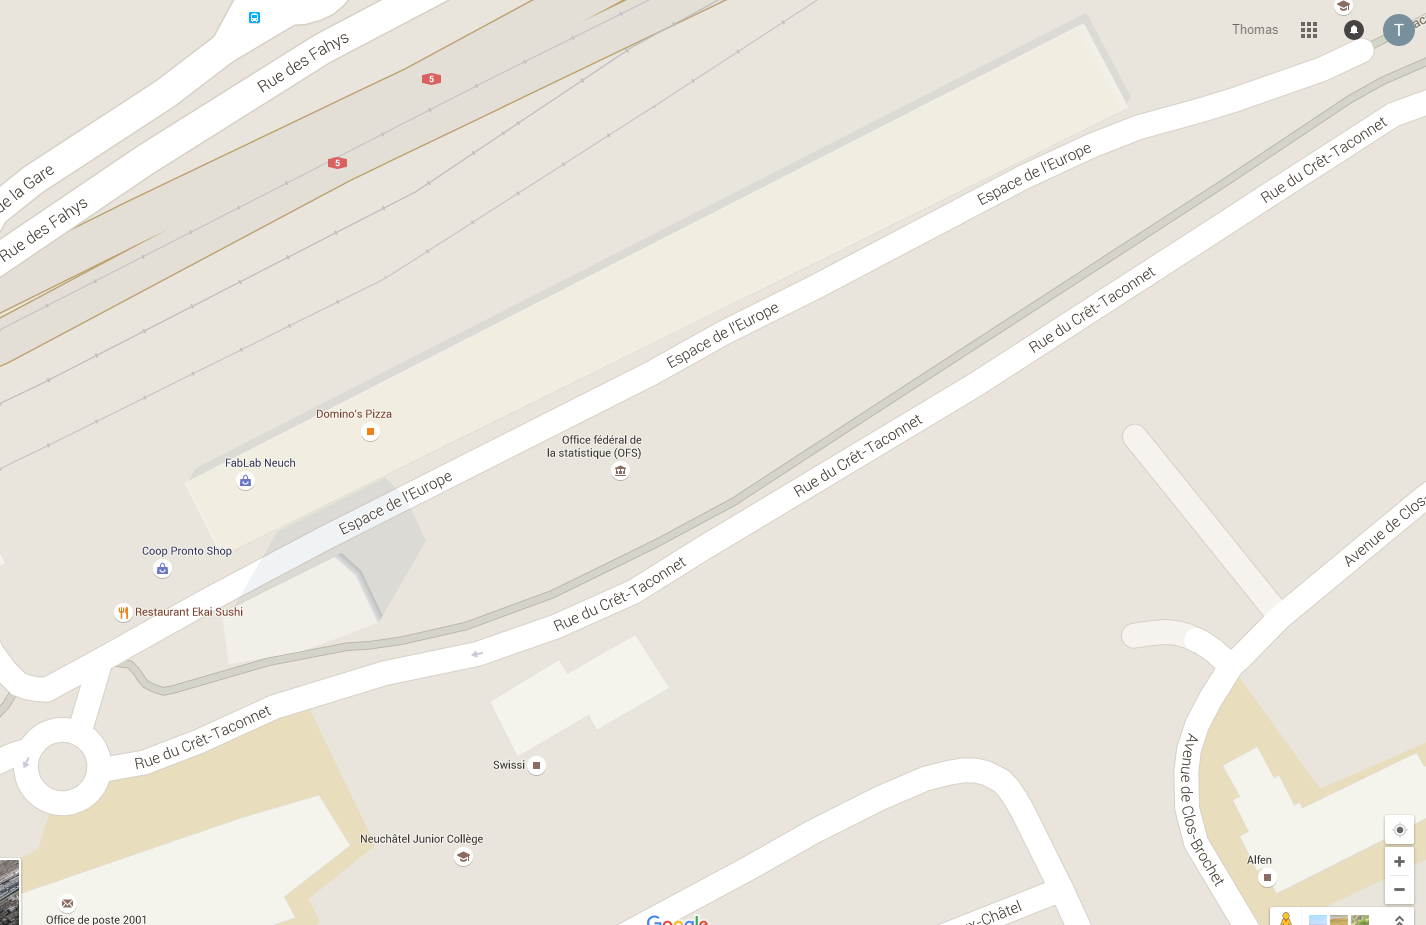 Thomas
T
Rue des Fahys
5
5
de la Gare
Rue des Fahys
Espace de l'Europe
Rue du Crêt-Taconnet
Rue du Crêt-Taconnet
Espace de l'Europe
Domino's Pizza
Office fédéral de
la statistique (OFS)
FabLab Neuch
Rue du Crêt-Taconnet
Espace de l'Europe
Avenue de Clos-
Coop Pronto Shop
Restaurant Ekai Sushi
Rue du Crêt-Taconnet
Rue du Crêt-Taconnet
Swissi
Avenue de Clos-Brochet
Neuchâtel Junior Collège
Alfen
Office de poste 2001
Google
x-Châtel